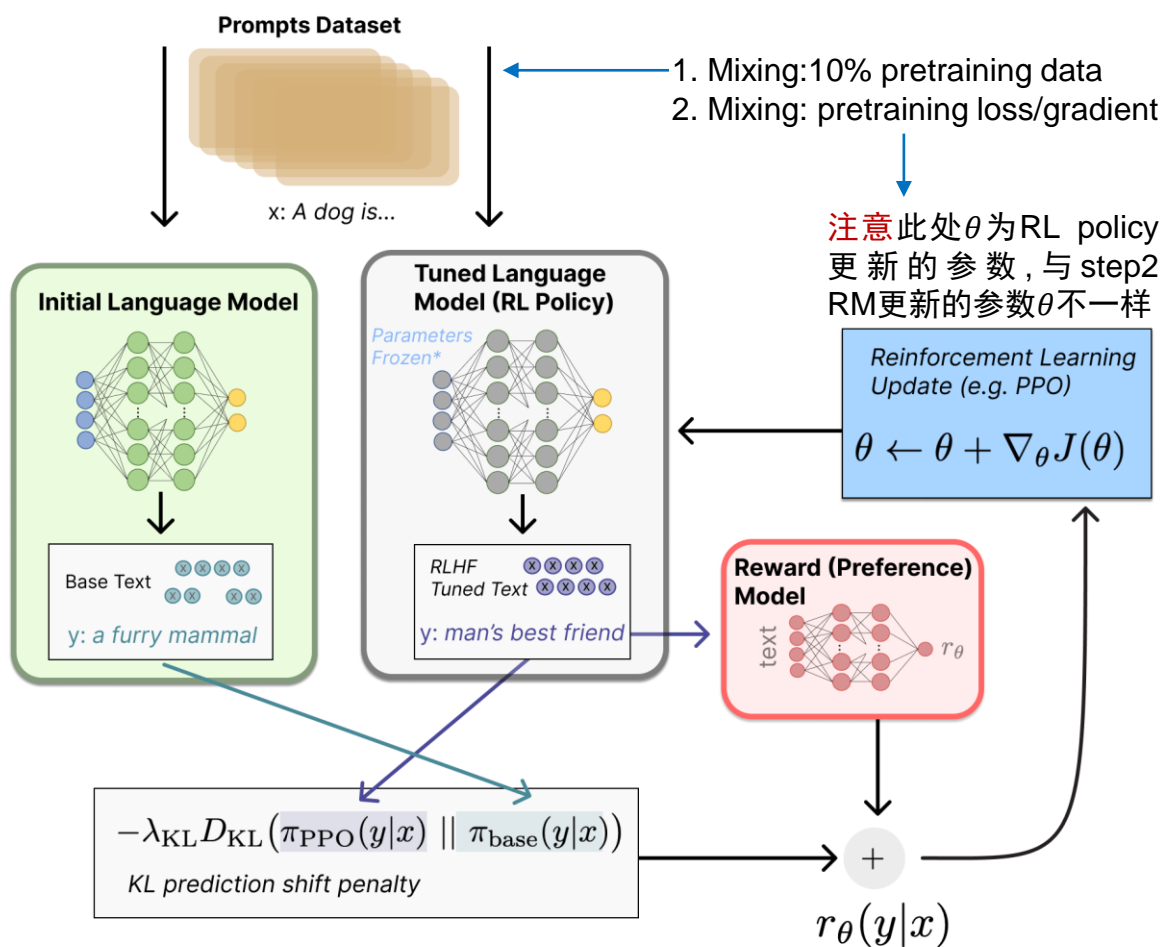 Prompts Dataset
1. Mixing:10% pretraining data
2. Mixing: pretraining loss/gradient
x: A dog is...
注意此处θ为RL policy
更新的参数,与step2
RM更新的参数θ不一样
Initial Language Model
Tuned Language
Model (RL Policy)
Parameters
Frozen*
Reinforcement Learning
Update (e.g. PPO)
θ ← θ + ∇θJ(θ)
Base Text
x x x x
x x x x
y: a furry mammal
RLHF
Tuned Text
x x x x
x x x x
y: man's best friend
Reward (Preference)
Model
text
rθ
−λKL DKL(πPPO(y|x) || πbase(y|x))
KL prediction shift penalty
+
rθ(y|x)